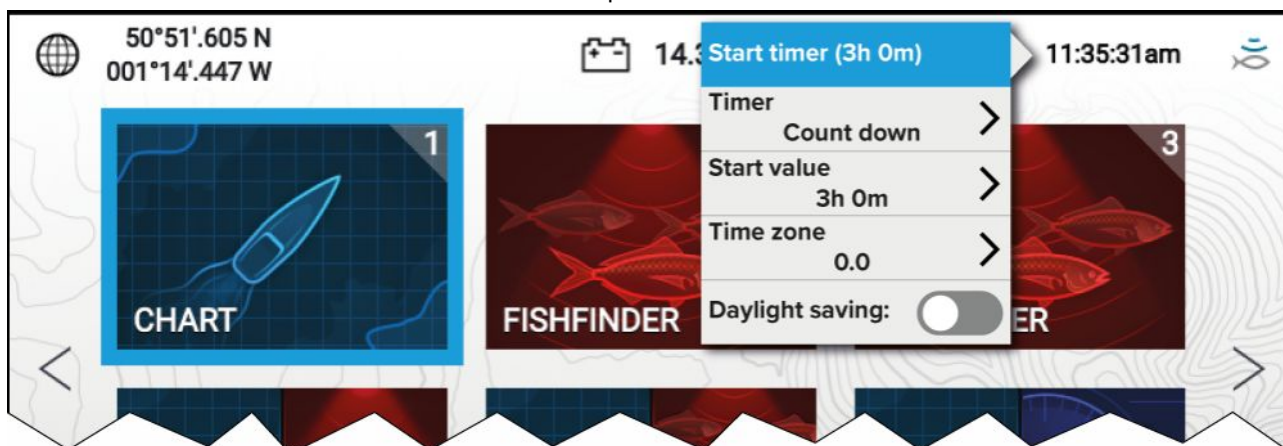 50°51'.605 N
001°14'.447 W
14.
Start timer (3h 0m)
11:35:31am
Timer
Count down
Start value
3h 0m
Time zone
0.0
Daylight saving:
1
3
CHART
FISHFINDER
ER